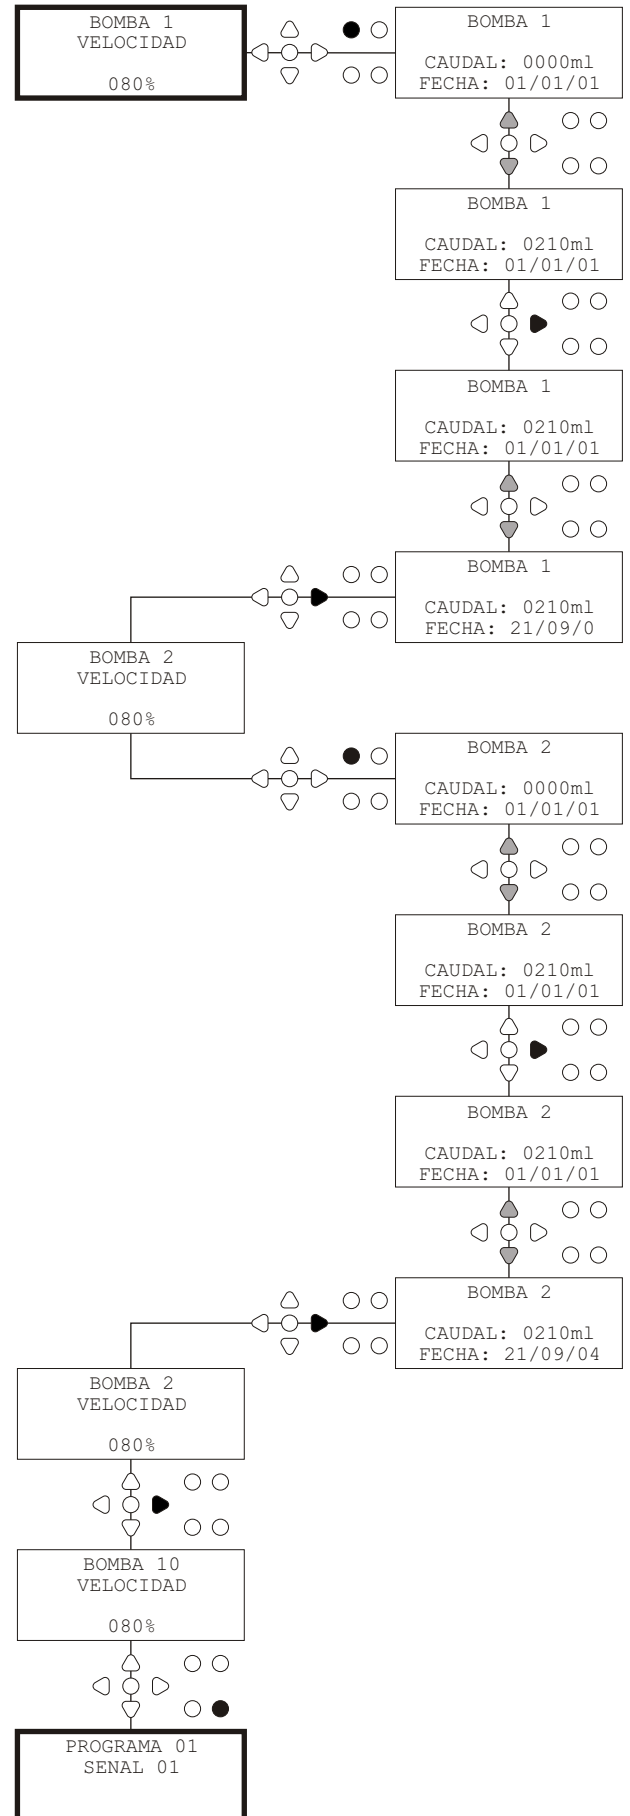 BOMBA 1
VELOCIDAD
080%
BOMBA 1
CAUDAL: 0000ml
FECHA: 01/01/01
BOMBA 1
CAUDAL: 0210ml
FECHA: 01/01/01
BOMBA 1
CAUDAL: 0210ml
FECHA: 01/01/01
BOMBA 1
CAUDAL: 0210ml
FECHA: 21/09/0
BOMBA 2
VELOCIDAD
080%
BOMBA 2
CAUDAL: 0000ml
FECHA: 01/01/01
BOMBA 2
CAUDAL: 0210ml
FECHA: 01/01/01
BOMBA 2
CAUDAL: 0210ml
FECHA: 01/01/01
BOMBA 2
CAUDAL: 0210ml
FECHA: 21/09/04
BOMBA 2
VELOCIDAD
080%
BOMBA 10
VELOCIDAD
080%
PROGRAMA 01
SENAL 01